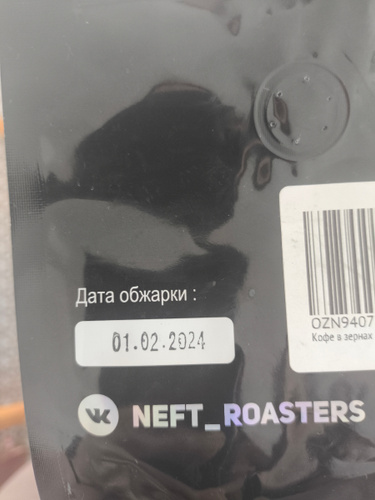 OZN9407
Кофе в зернах
Дата обжарки :
01.02.2024
NEFT_ROASTERS